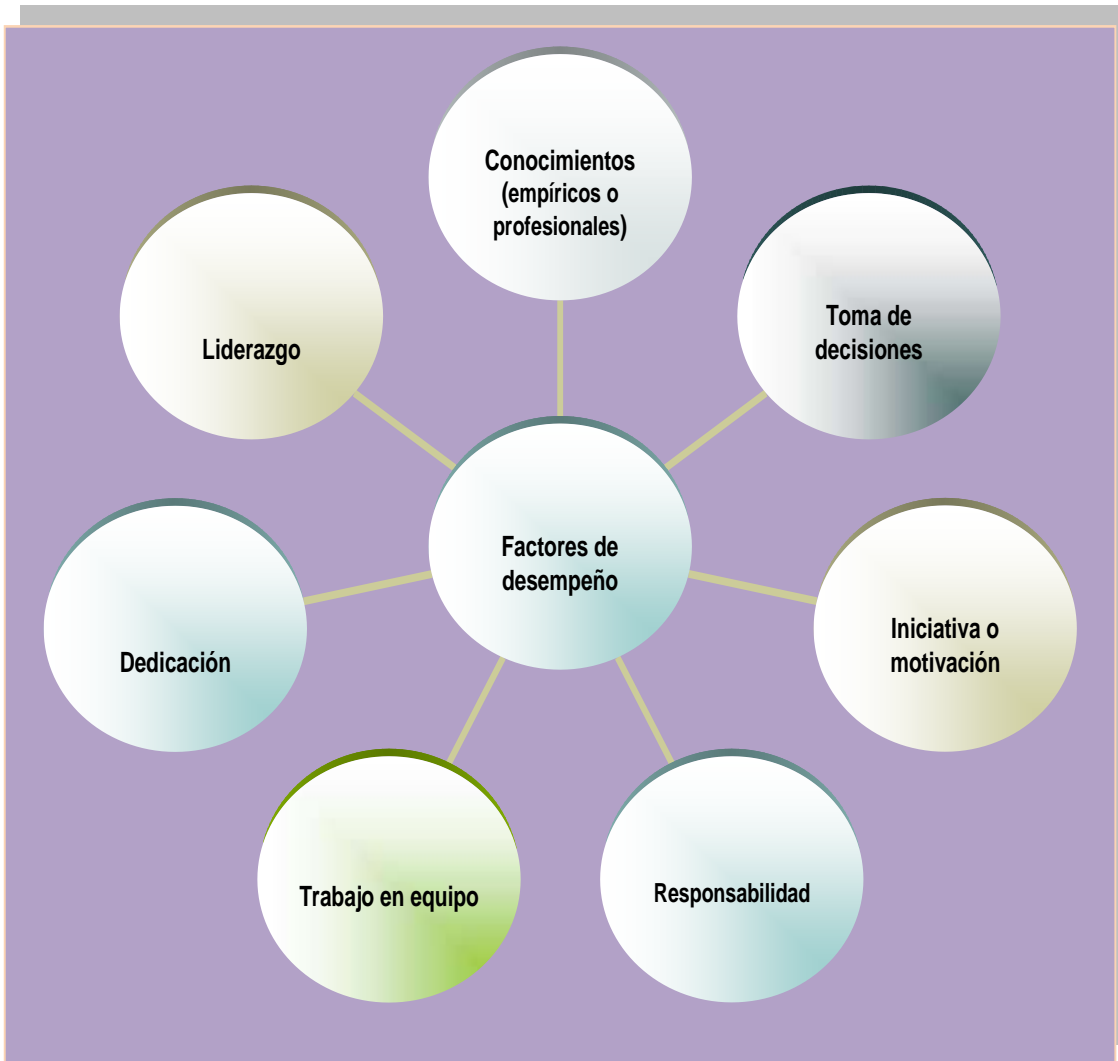 Conocimientos
(empíricos o
profesionales)
Toma de
decisiones
Liderazgo
Factores de
desempeño
Iniciativa o
motivación
Dedicación
Trabajo en equipo
Responsabilidad